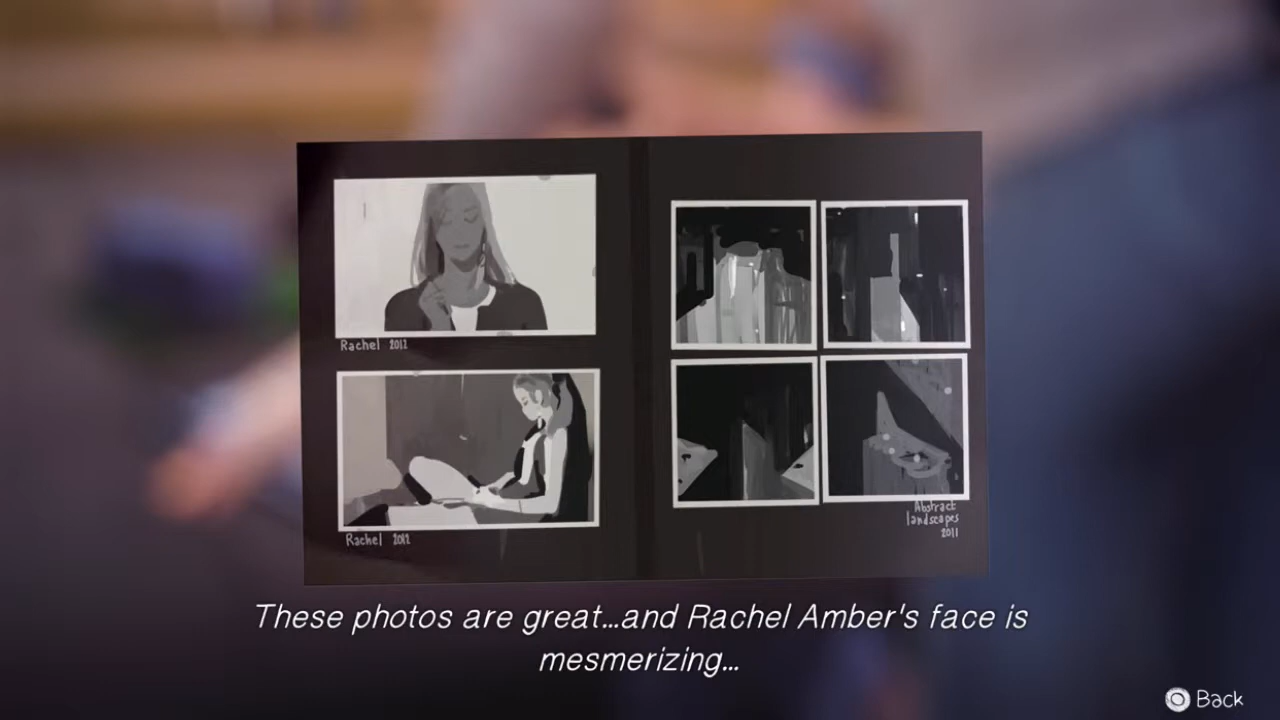 Rachel 2012
Rachel 2012
Abstract
landscapes
2011
These photos are great...and Rachel Amber's face is
mesmerizing...
Back